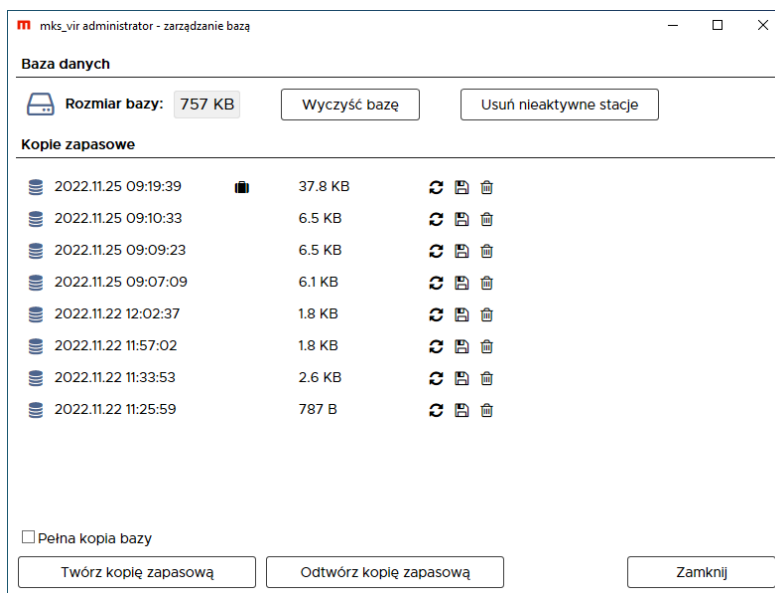 mks_vir administrator - zarządzanie bazą
Baza danych
Rozmiar bazy: 757 KB Wyczyść bazę Usuń nieaktywne stacje
Kopie zapasowe
2022.11.25 09:19:39 37.8 KB
2022.11.25 09:10:33 6.5 KB
2022.11.25 09:09:23 6.5 KB
2022.11.25 09:07:09 6.1 KB
2022.11.22 12:02:37 1.8 KB
2022.11.22 11:57:02 1.8 KB
2022.11.22 11:33:53 2.6 KB
2022.11.22 11:25:59 787 B
Pełna kopia bazy
Twórz kopię zapasową Odtwórz kopię zapasową Zamknij